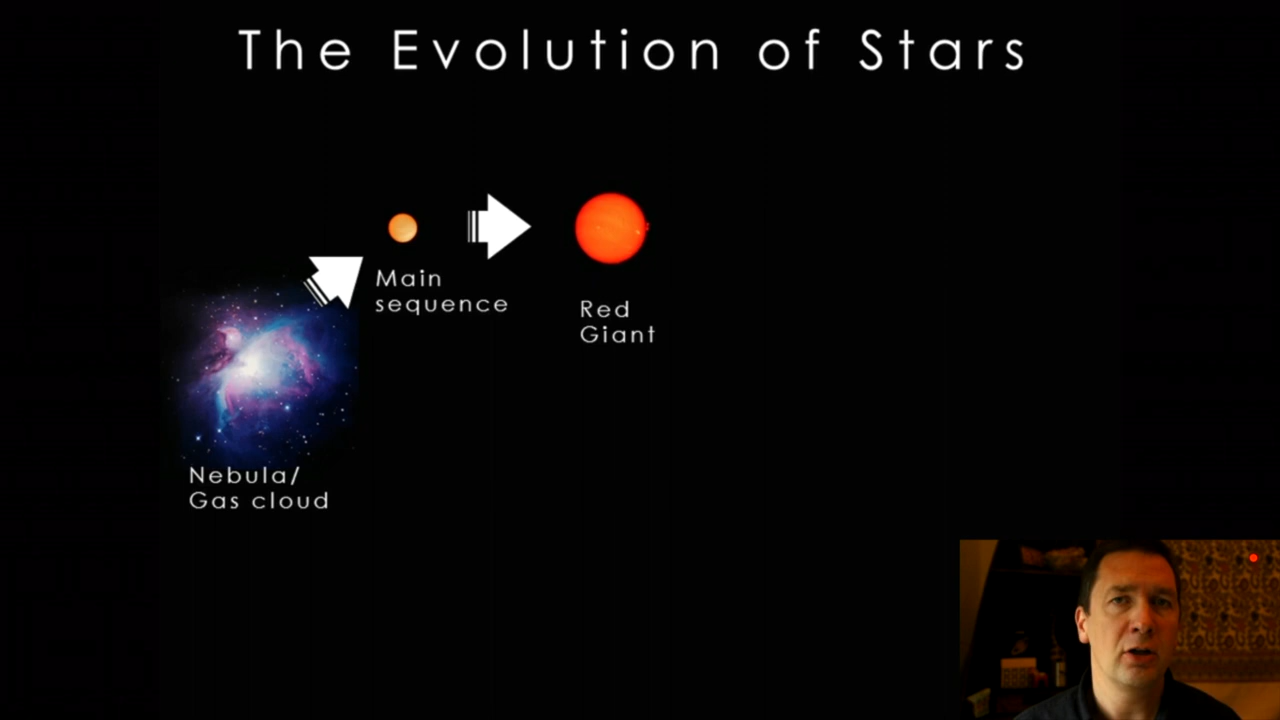 The Evolution of Stars
Main
sequence
Red
Giant
Nebula/
Gas cloud